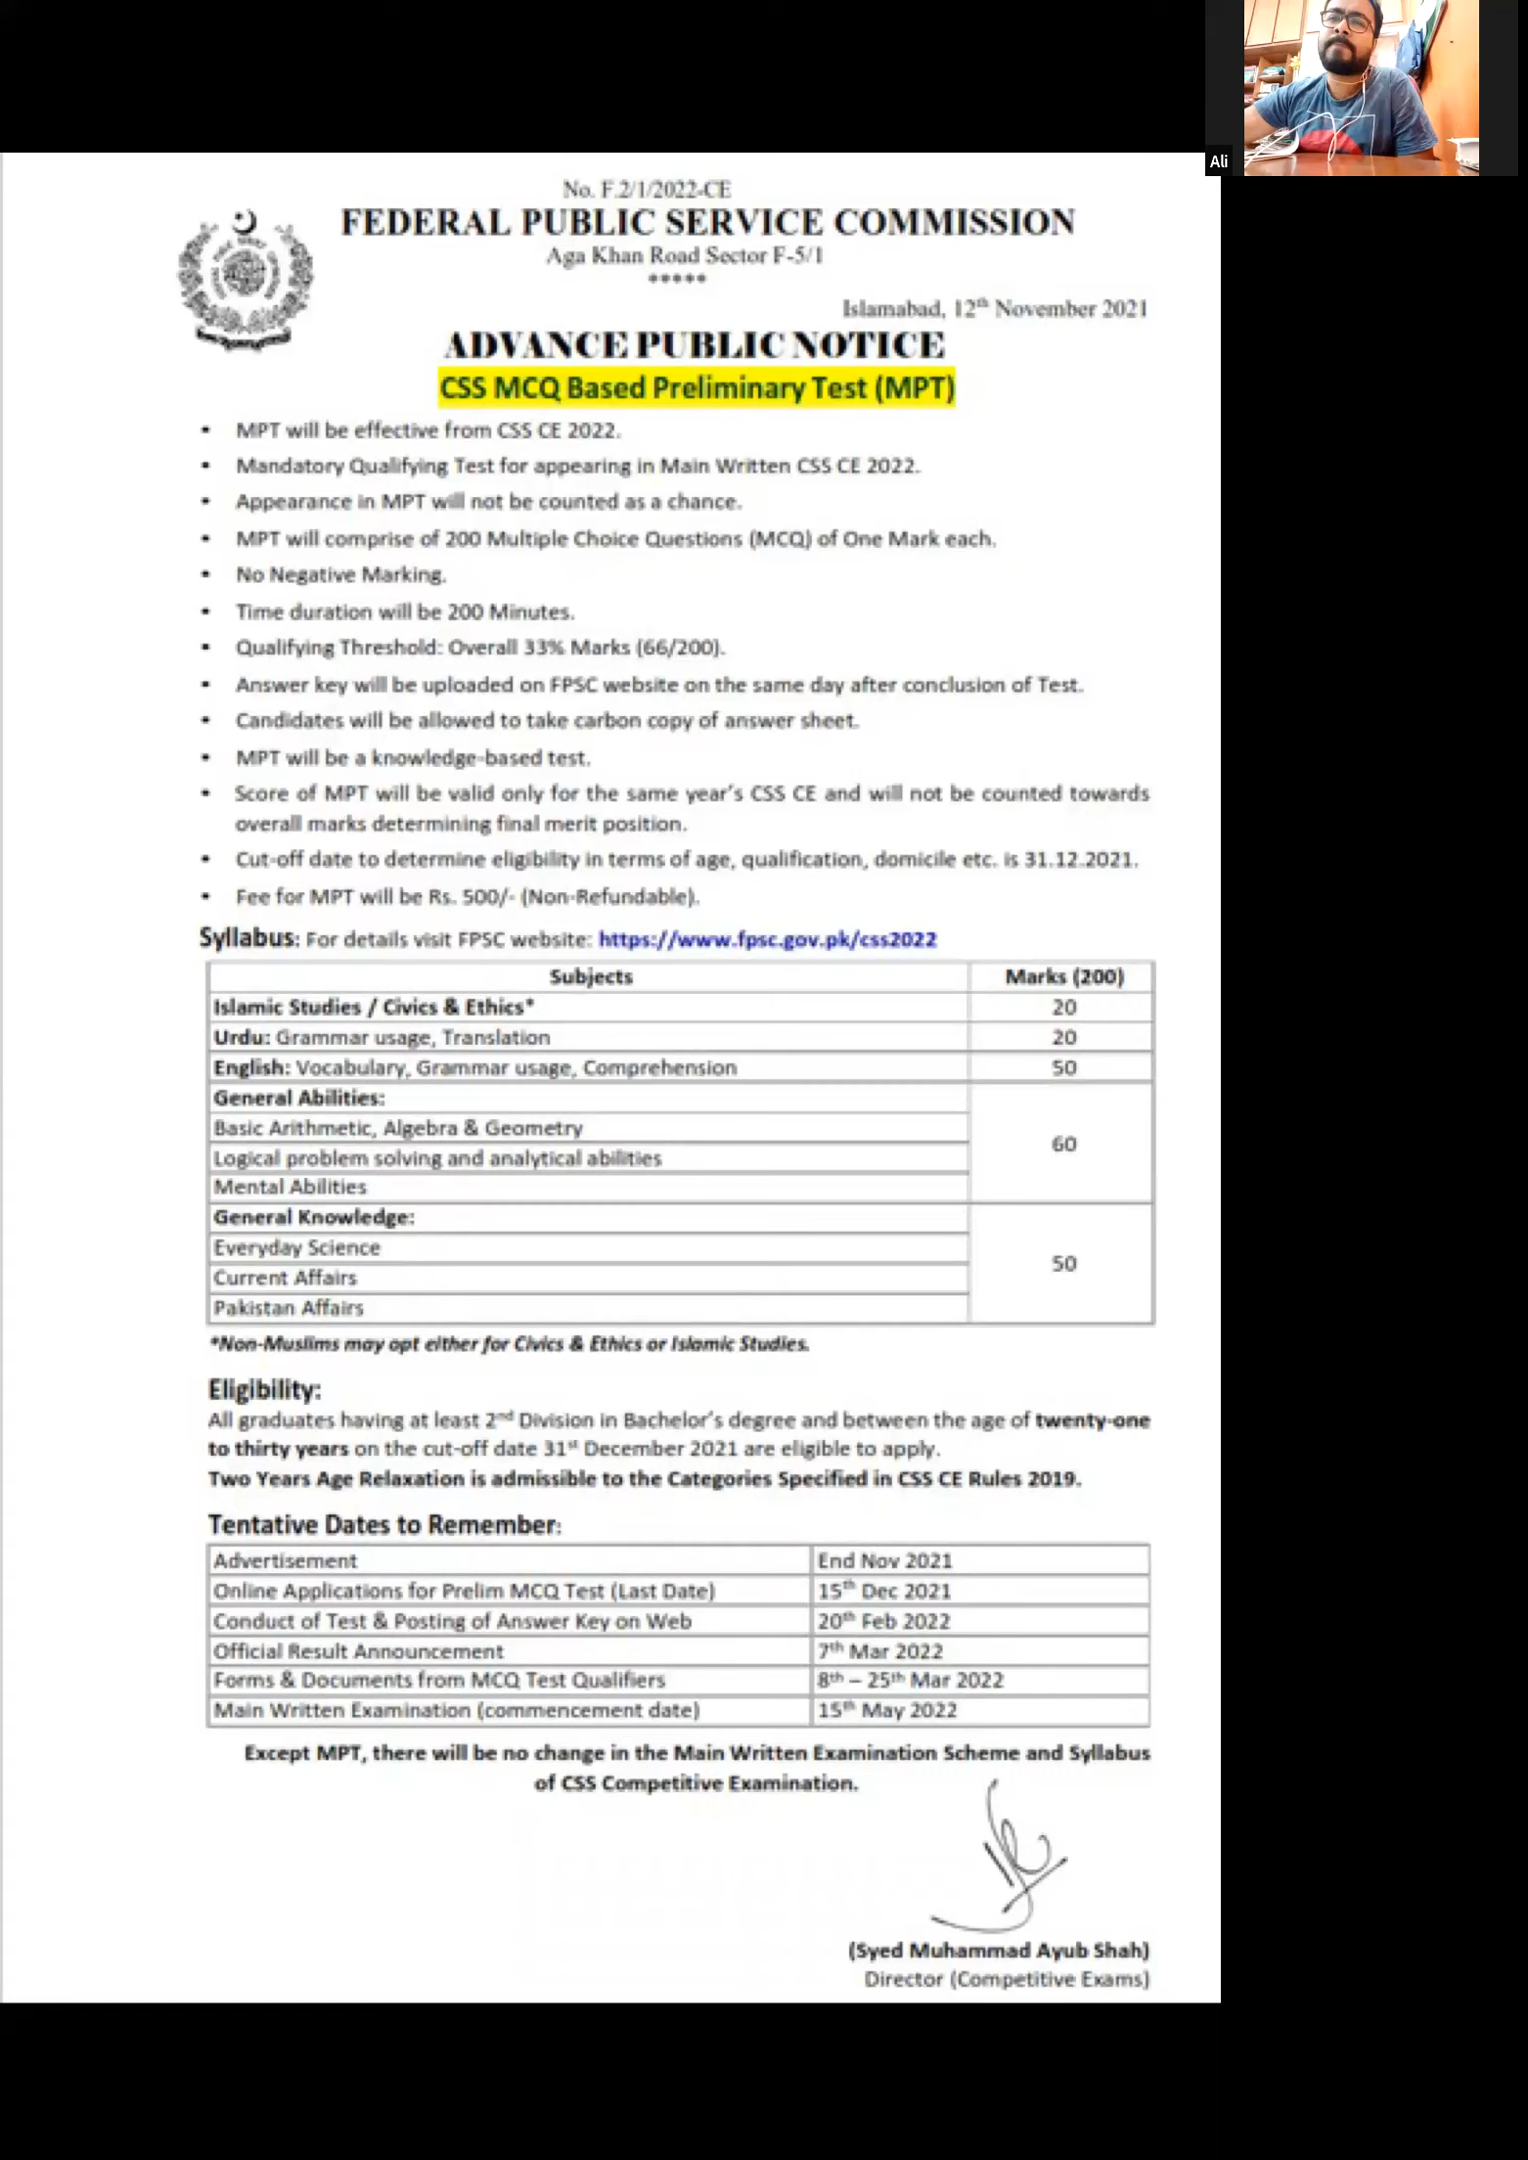 Ali
No. F.2/1/2022-CE
FEDERAL PUBLIC SERVICE COMMISSION
Aga Khan Road Sector F-5/1
*****
Islamabad, 12th November 2021
ADVANCE PUBLIC NOTICE
CSS MCQ Based Preliminary Test (MPT)
• MPT will be effective from CSS CE 2022.
• Mandatory Qualifying Test for appearing in Main Written CSS CE 2022.
• Appearance in MPT will not be counted as a chance.
• MPT will comprise of 200 Multiple Choice Questions (MCQ) of One Mark each.
• No Negative Marking.
• Time duration will be 200 Minutes.
• Qualifying Threshold: Overall 33% Marks (66/200).
• Answer key will be uploaded on FPSC website on the same day after conclusion of Test.
• Candidates will be allowed to take carbon copy of answer sheet.
• MPT will be a knowledge-based test.
• Score of MPT will be valid only for the same year's CSS CE and will not be counted towards
overall marks determining final merit position.
• Cut-off date to determine eligibility in terms of age, qualification, domicile etc. is 31.12.2021.
• Fee for MPT will be Rs. 500/- (Non-Refundable).
Syllabus: For details visit FPSC website: https://www.fpsc.gov.pk/css2022
Subjects Marks (200)
Islamic Studies / Civics & Ethics* 20
Urdu: Grammar usage, Translation 20
English: Vocabulary, Grammar usage, Comprehension 50
General Abilities:
Basic Arithmetic, Algebra & Geometry
60
Logical problem solving and analytical abilities
Mental Abilities
General Knowledge:
Everyday Science
50
Current Affairs
Pakistan Affairs
*Non-Muslims may opt either for Civics & Ethics or Islamic Studies.
Eligibility:
All graduates having at least 2nd Division in Bachelor's degree and between the age of twenty-one
to thirty years on the cut-off date 31st December 2021 are eligible to apply.
Two Years Age Relaxation is admissible to the Categories Specified in CSS CE Rules 2019.
Tentative Dates to Remember:
Advertisement End Nov 2021
Online Applications for Prelim MCQ Test (Last Date) 15th Dec 2021
Conduct of Test & Posting of Answer Key on Web 20th Feb 2022
Official Result Announcement 7th Mar 2022
Forms & Documents from MCQ Test Qualifiers 8th – 25th Mar 2022
Main Written Examination (commencement date) 15th May 2022
Except MPT, there will be no change in the Main Written Examination Scheme and Syllabus
of CSS Competitive Examination.
(Syed Muhammad Ayub Shah)
Director (Competitive Exams)